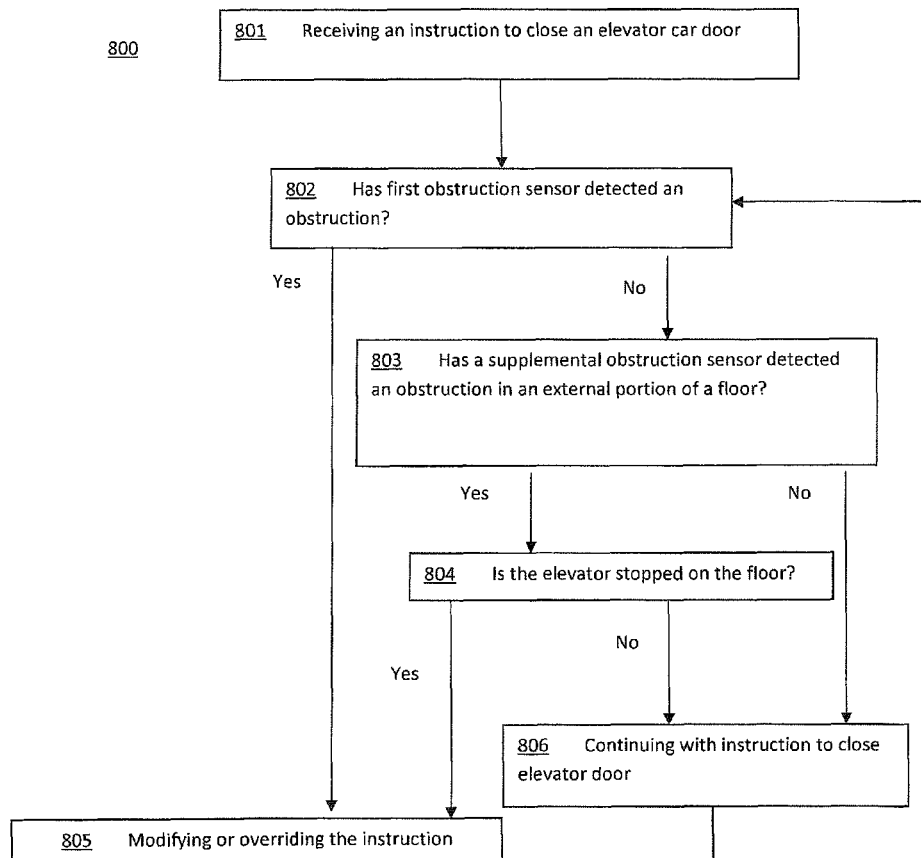 801 Receiving an instruction to close an elevator car door
800
802 Has first obstruction sensor detected an
obstruction?
Yes
No
803 Has a supplemental obstruction sensor detected
an obstruction in an external portion of a floor?
Yes
No
804 Is the elevator stopped on the floor?
No
Yes
806 Continuing with instruction to close
elevator door
805 Modifying or overriding the instruction